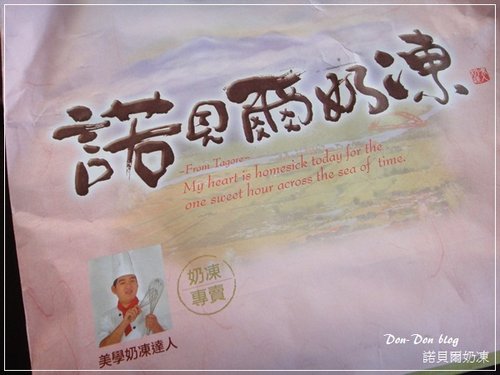 諾貝爾奶凍
~From Tagore~
My heart is homesick today for the
one sweet hour across the sea of time.
奶凍
專賣
美學奶凍達人
Don-Don blog
諾貝爾奶凍